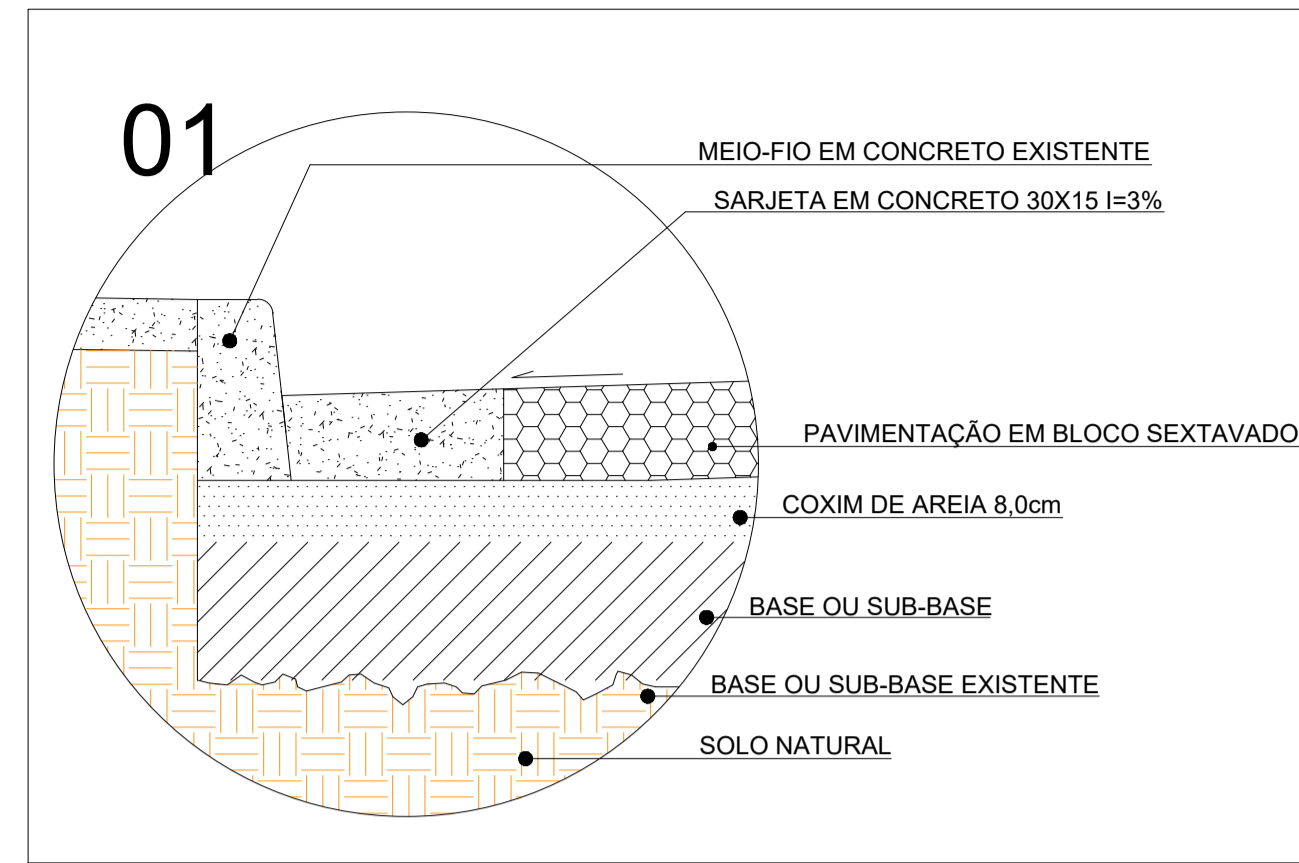 01
MEIO-FIO EM CONCRETO EXISTENTE
SARJETA EM CONCRETO 30X15 I=3%
PAVIMENTAÇÃO EM BLOCO SEXTAVADO
COXIM DE AREIA 8,0cm
BASE OU SUB-BASE
BASE OU SUB-BASE EXISTENTE
SOLO NATURAL